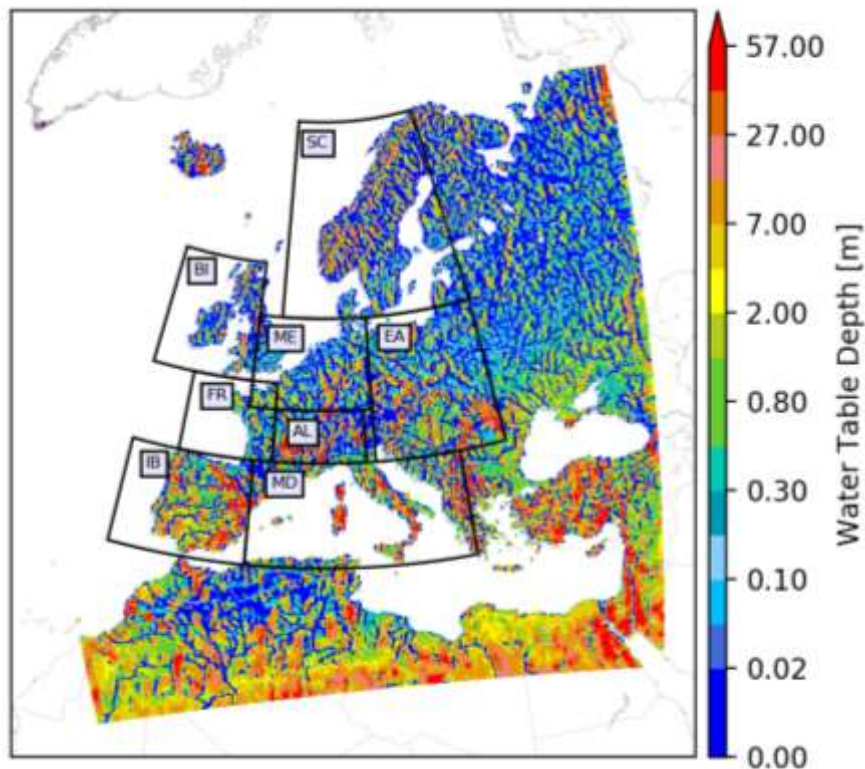 SC
BI
ME
EA
FR
AL
IB
MD
57.00
27.00
7.00
2.00
0.80
0.30
0.10
0.02
0.00
Water Table Depth [m]